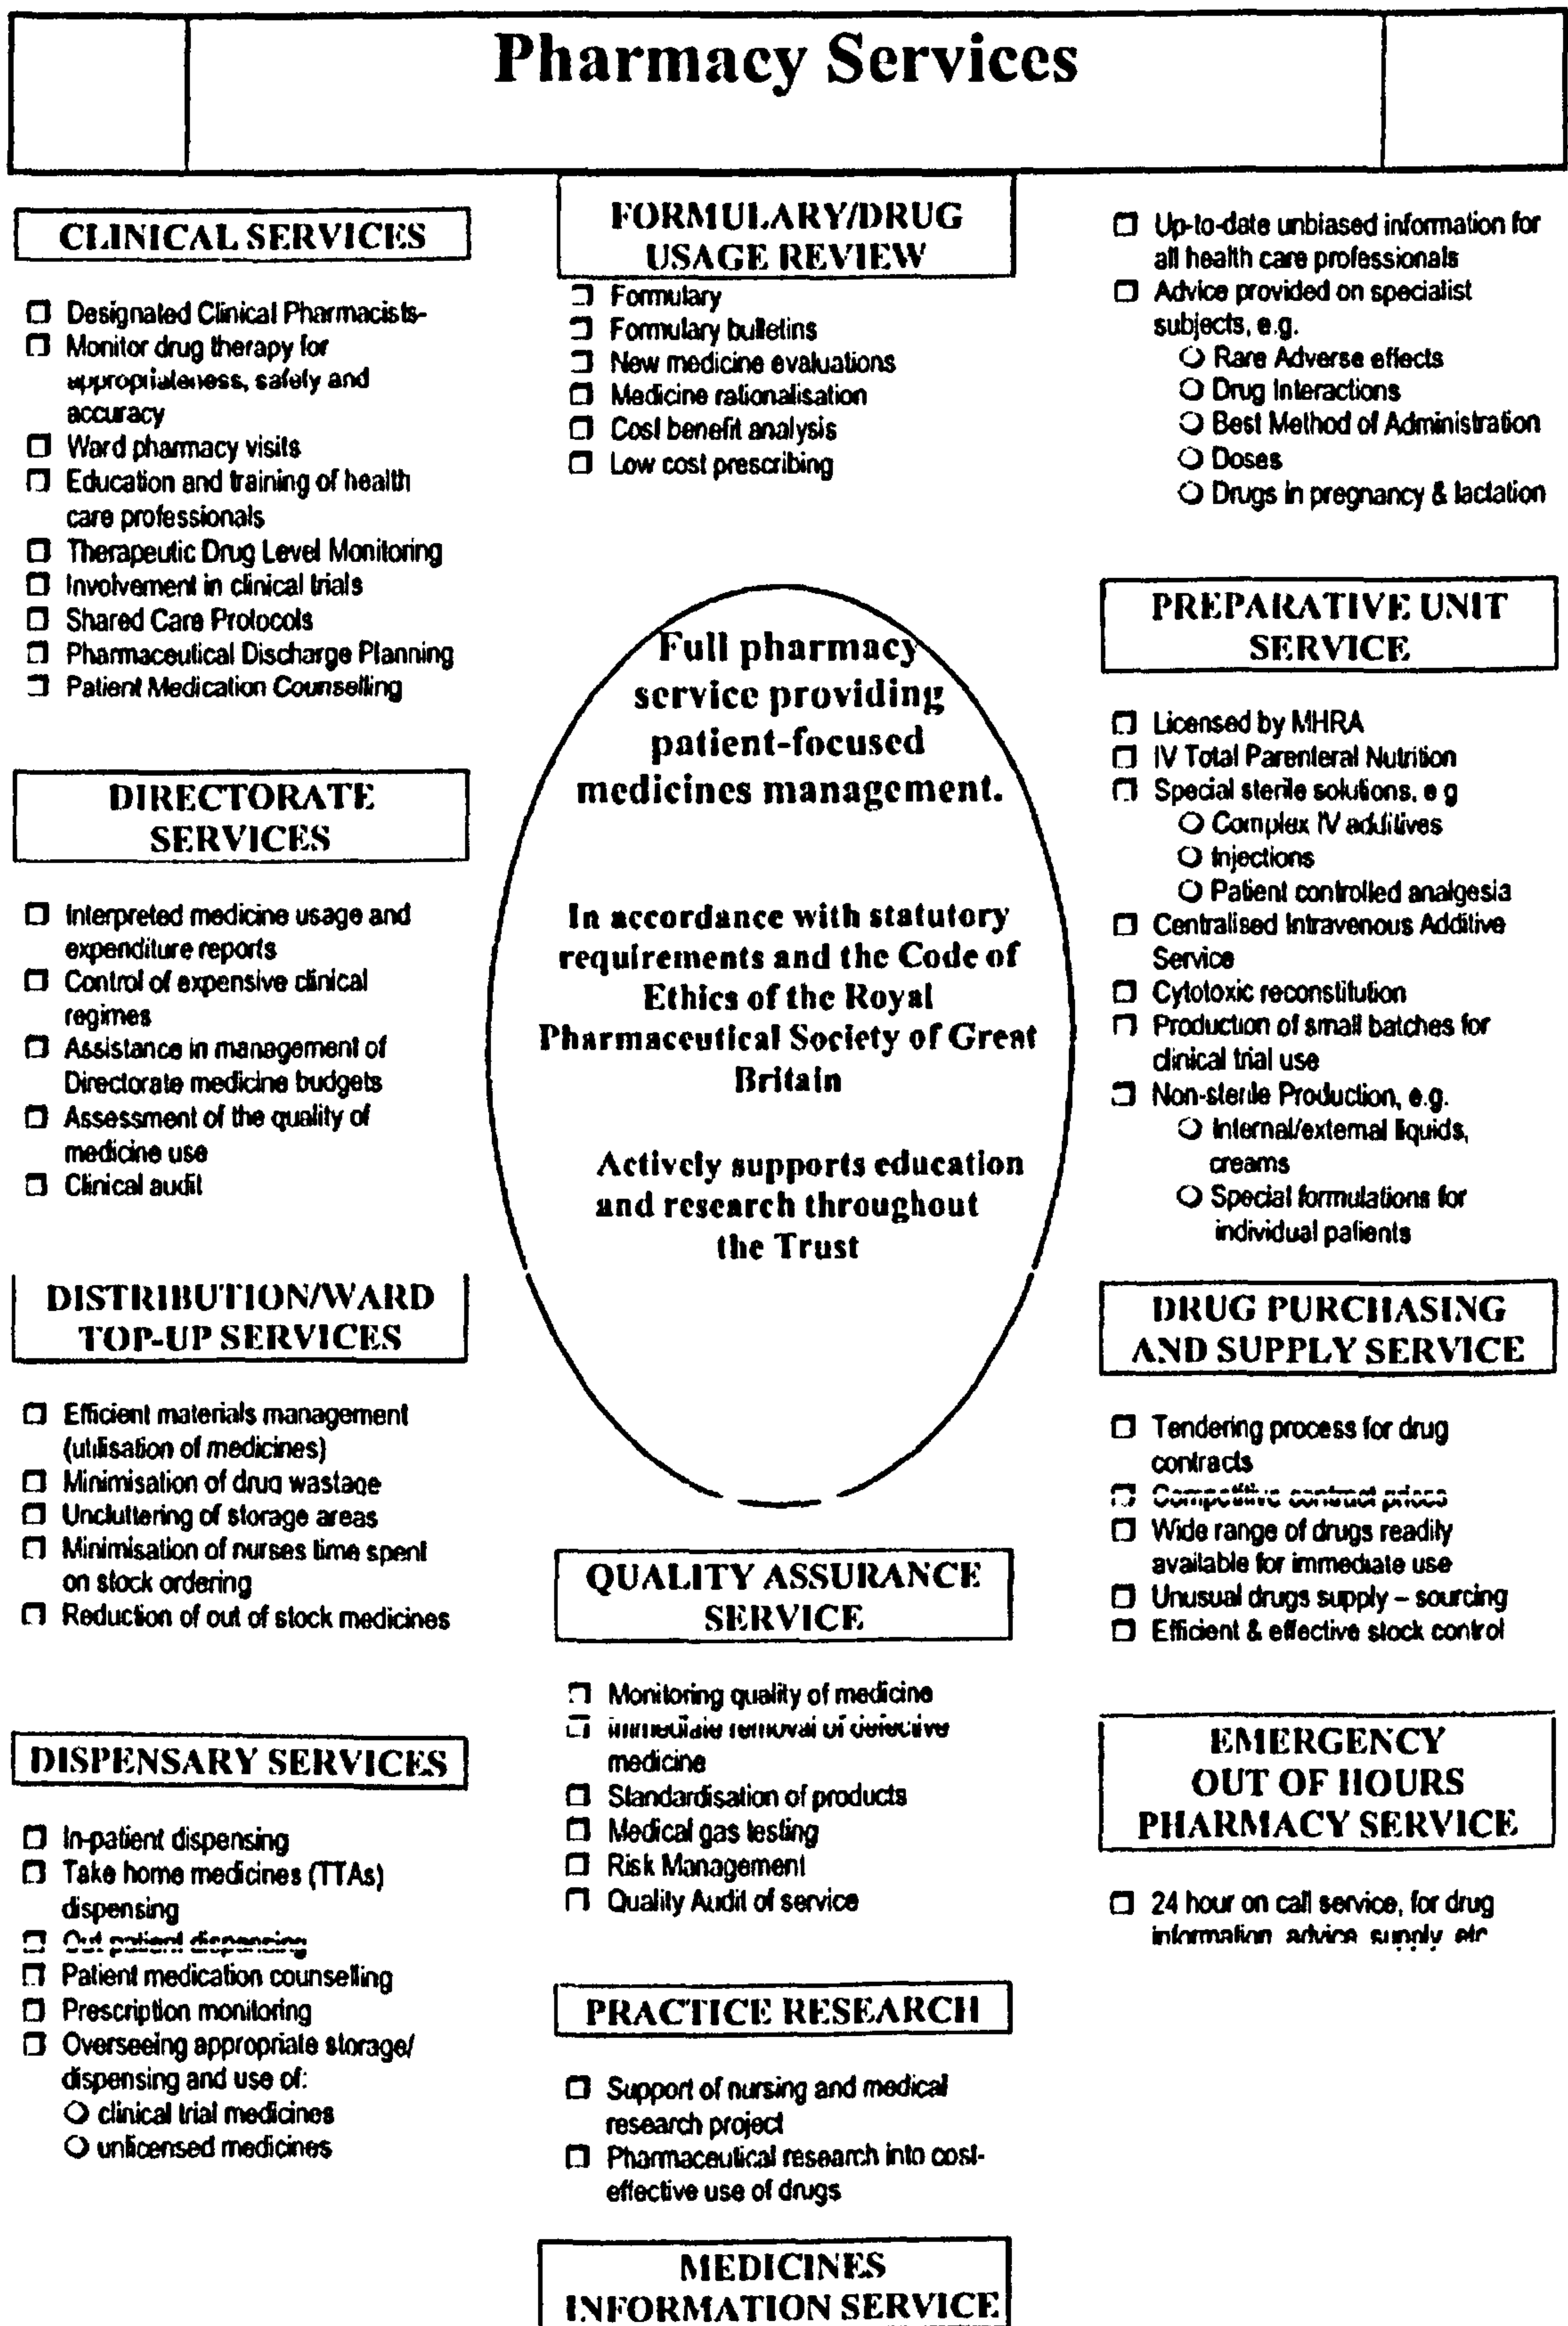 Pharmacy Services
CLINICAL SERVICES
Designated Clinical Pharmacists-
Monitor drug therapy for
appropriateness, safely and
accuracy
Ward pharmacy visits
Education and training of health
care professionals
Therapeutic Drug Level Monitoring
Involvement in clinical trials
Shared Care Protocols
Pharmaceutical Discharge Planning
Patient Medication Counselling
DIRECTORATE
SERVICES
Interpreted medicine usage and
expenditure reports
Control of expensive clinical
regimes
Assistance in management of
Directorate medicine budgets
Assessment of the quality of
medicine use
Clinical audit
DISTRIBUTION/WARD
TOP-UP SERVICES
Efficient materials management
(utilisation of medicines)
Minimisation of drug wastage
Uncluttering of storage areas
Minimisation of nurses time spent
on stock ordering
Reduction of out of stock medicines
DISPENSARY SERVICES
In-patient dispensing
Take home medicines (TTAs)
dispensing
Out patient dispensing
Patient medication counselling
Prescription monitoring
Overseeing appropriate storage/
dispensing and use of:
clinical trial medicines
unlicensed medicines
FORMULARY/DRUG
USAGE REVIEW
Formulary
Formulary bulletins
New medicine evaluations
Medicine rationalisation
Cost benefit analysis
Low cost prescribing
Full pharmacy
service providing
patient-focused
medicines management.
In accordance with statutory
requirements and the Code of
Ethics of the Royal
Pharmaceutical Society of Great
Britain
Actively supports education
and research throughout
the Trust
QUALITY ASSURANCE
SERVICE
Monitoring quality of medicine
Immediate removal of defective
medicine
Standardisation of products
Medical gas testing
Risk Management
Quality Audit of service
PRACTICE RESEARCH
Support of nursing and medical
research project
Pharmaceutical research into cost-
effective use of drugs
MEDICINES
INFORMATION SERVICE
Up-to-date unbiased information for
all health care professionals
Advice provided on specialist
subjects, e.g.
Rare Adverse effects
Drug Interactions
Best Method of Administration
Doses
Drugs in pregnancy & lactation
PREPARATIVE UNIT
SERVICE
Licensed by MHRA
IV Total Parenteral Nutrition
Special sterile solutions, e g
Complex IV additives
Injections
Patient controlled analgesia
Centralised Intravenous Additive
Service
Cytotoxic reconstitution
Production of small batches for
clinical trial use
Non-sterile Production, e.g.
Internal/external liquids,
creams
Special formulations for
individual patients
DRUG PURCHASING
AND SUPPLY SERVICE
Tendering process for drug
contracts
Competitive contract prices
Wide range of drugs readily
available for immediate use
Unusual drugs supply – sourcing
Efficient & effective stock control
EMERGENCY
OUT OF HOURS
PHARMACY SERVICE
24 hour on call service, for drug
information advice supply etc